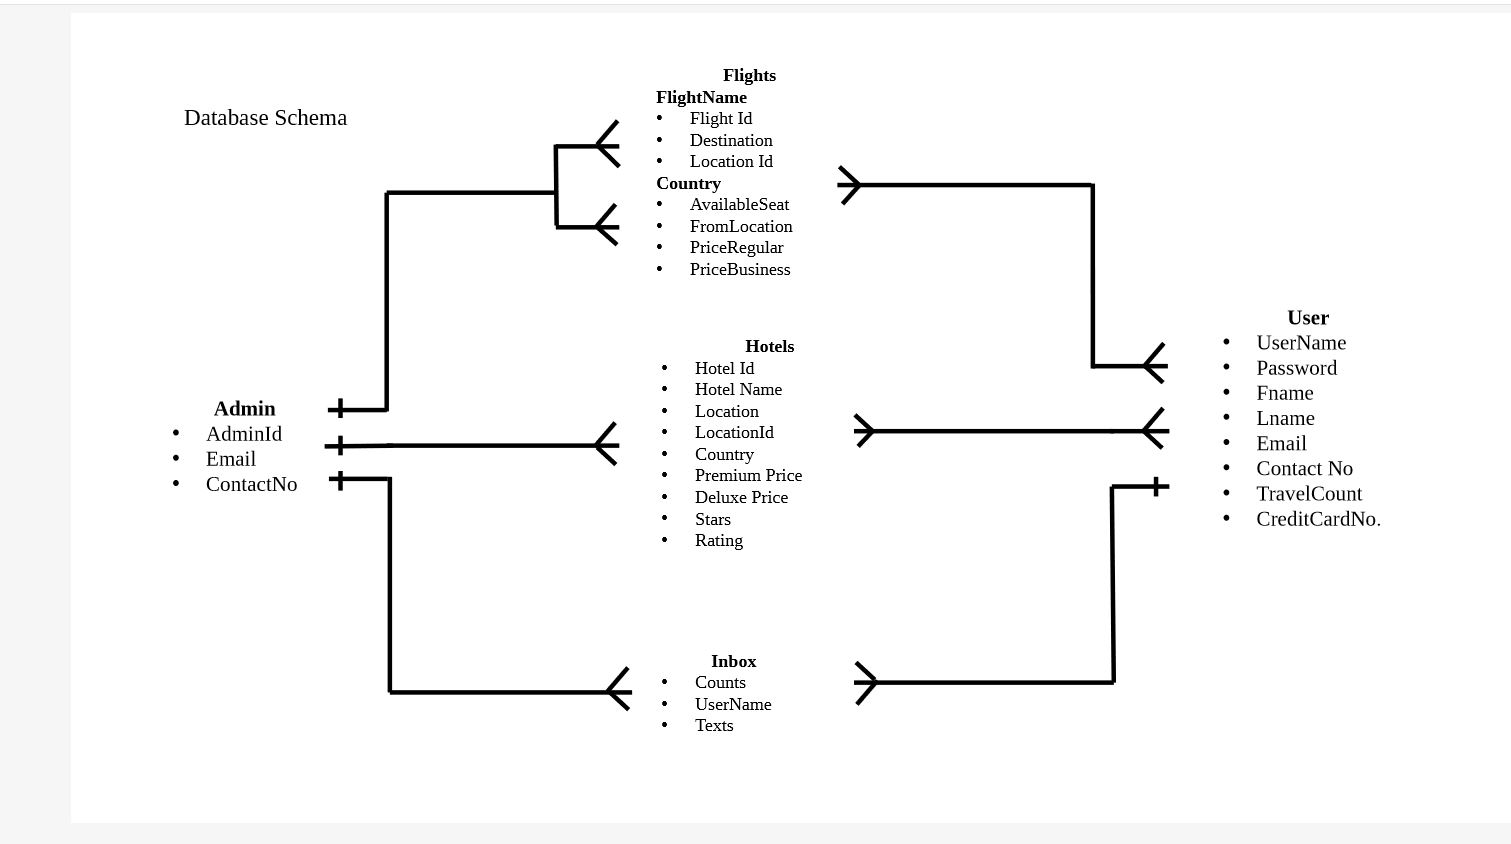 Database Schema
Flights
FlightName
• Flight Id
• Destination
• Location Id
Country
• AvailableSeat
• FromLocation
• PriceRegular
• PriceBusiness
Admin
• AdminId
• Email
• ContactNo
Hotels
• Hotel Id
• Hotel Name
• Location
• LocationId
• Country
• Premium Price
• Deluxe Price
• Stars
• Rating
User
• UserName
• Password
• Fname
• Lname
• Email
• Contact No
• TravelCount
• CreditCardNo.
Inbox
• Counts
• UserName
• Texts